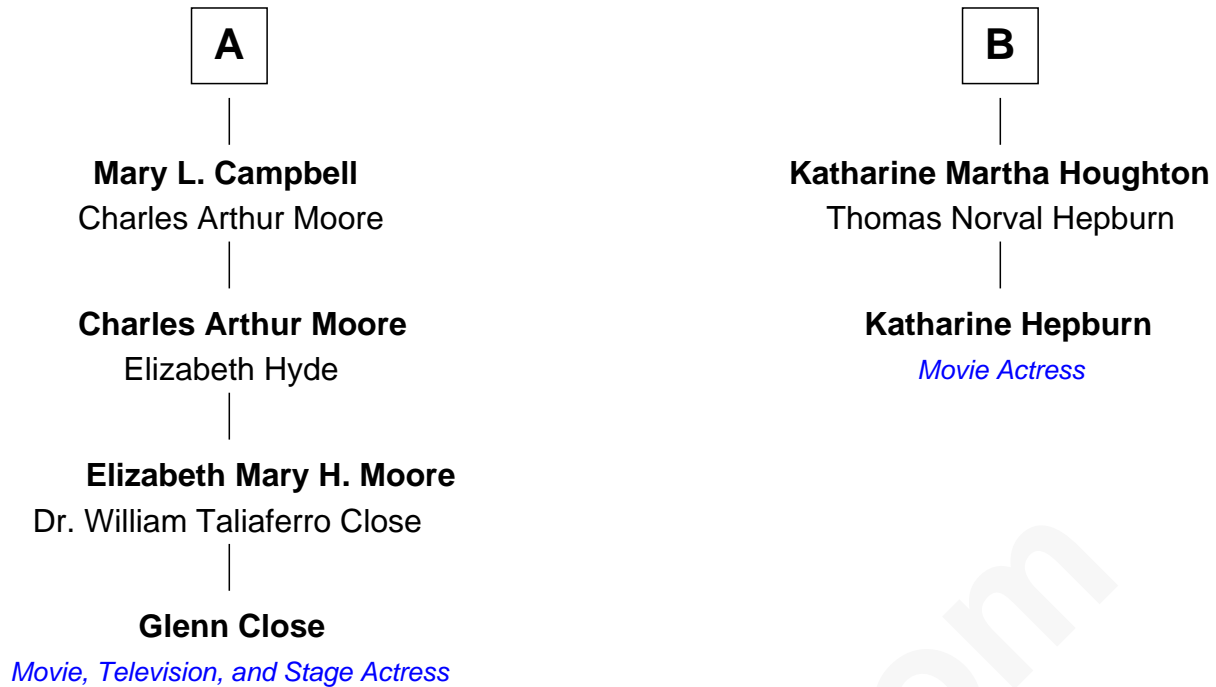 A
Mary L. Campbell
Charles Arthur Moore
Charles Arthur Moore
Elizabeth Hyde
Elizabeth Mary H. Moore
Dr. William Taliaferro Close
Glenn Close
Movie, Television, and Stage Actress
B
Katharine Martha Houghton
Thomas Norval Hepburn
Katharine Hepburn
Movie Actress
om